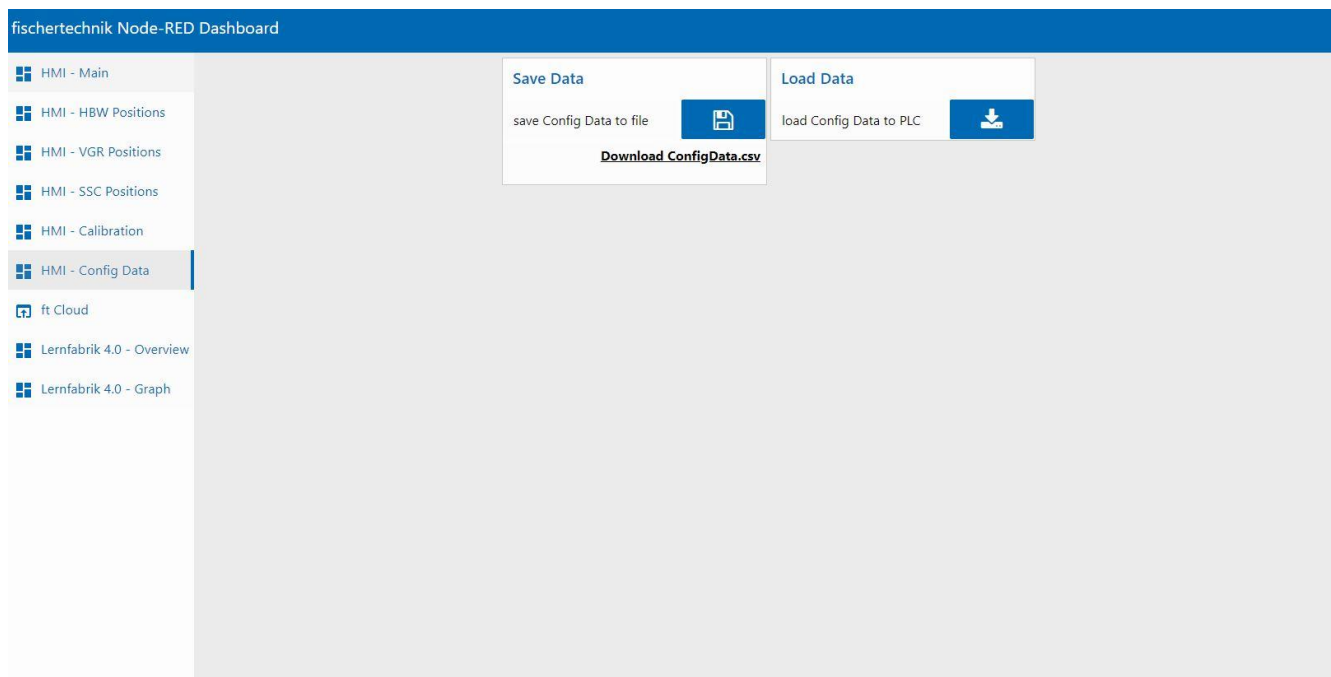 fischertechnik Node-RED Dashboard
HMI - Main
HMI - HBW Positions
HMI - VGR Positions
HMI - SSC Positions
HMI - Calibration
HMI - Config Data
ft Cloud
Lernfabrik 4.0 - Overview
Lernfabrik 4.0 - Graph
Save Data
save Config Data to file
Download ConfigData.csv
Load Data
load Config Data to PLC